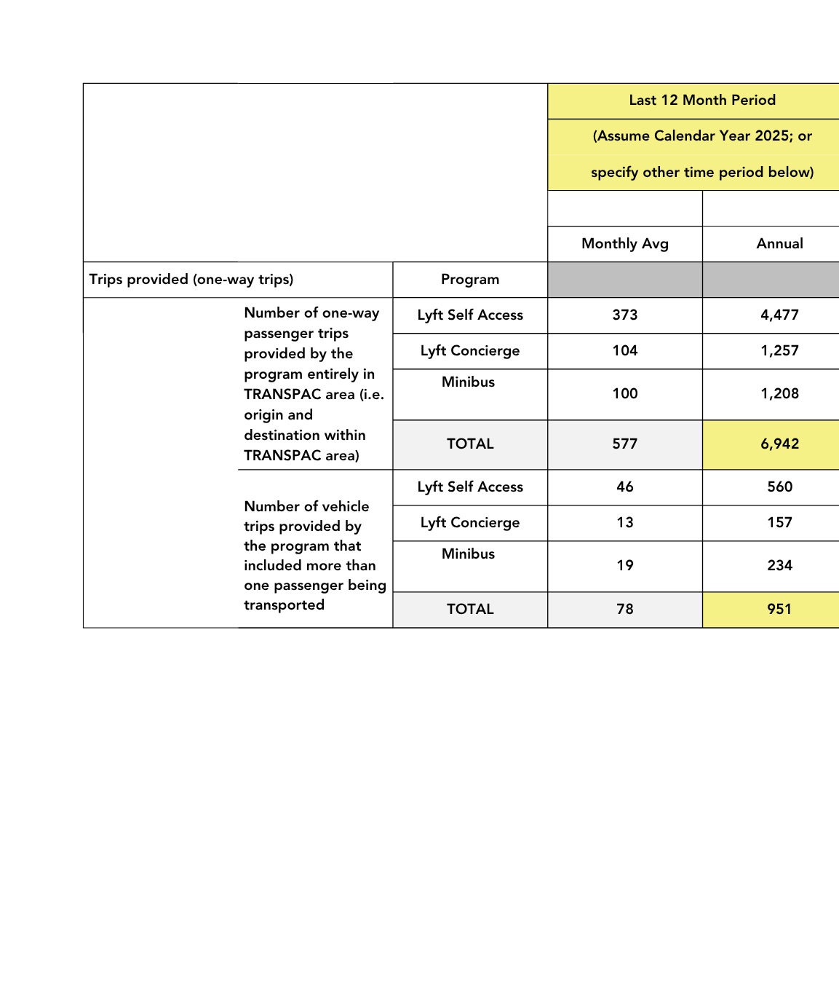 Last 12 Month Period
(Assume Calendar Year 2025; or
specify other time period below)
Monthly Avg Annual
Trips provided (one-way trips) Program
Number of one-way
passenger trips
provided by the
program entirely in
TRANSPAC area (i.e.
origin and
destination within
TRANSPAC area)
Lyft Self Access 373 4,477
Lyft Concierge 104 1,257
Minibus 100 1,208
TOTAL 577 6,942
Number of vehicle
trips provided by
the program that
included more than
one passenger being
transported
Lyft Self Access 46 560
Lyft Concierge 13 157
Minibus 19 234
TOTAL 78 951